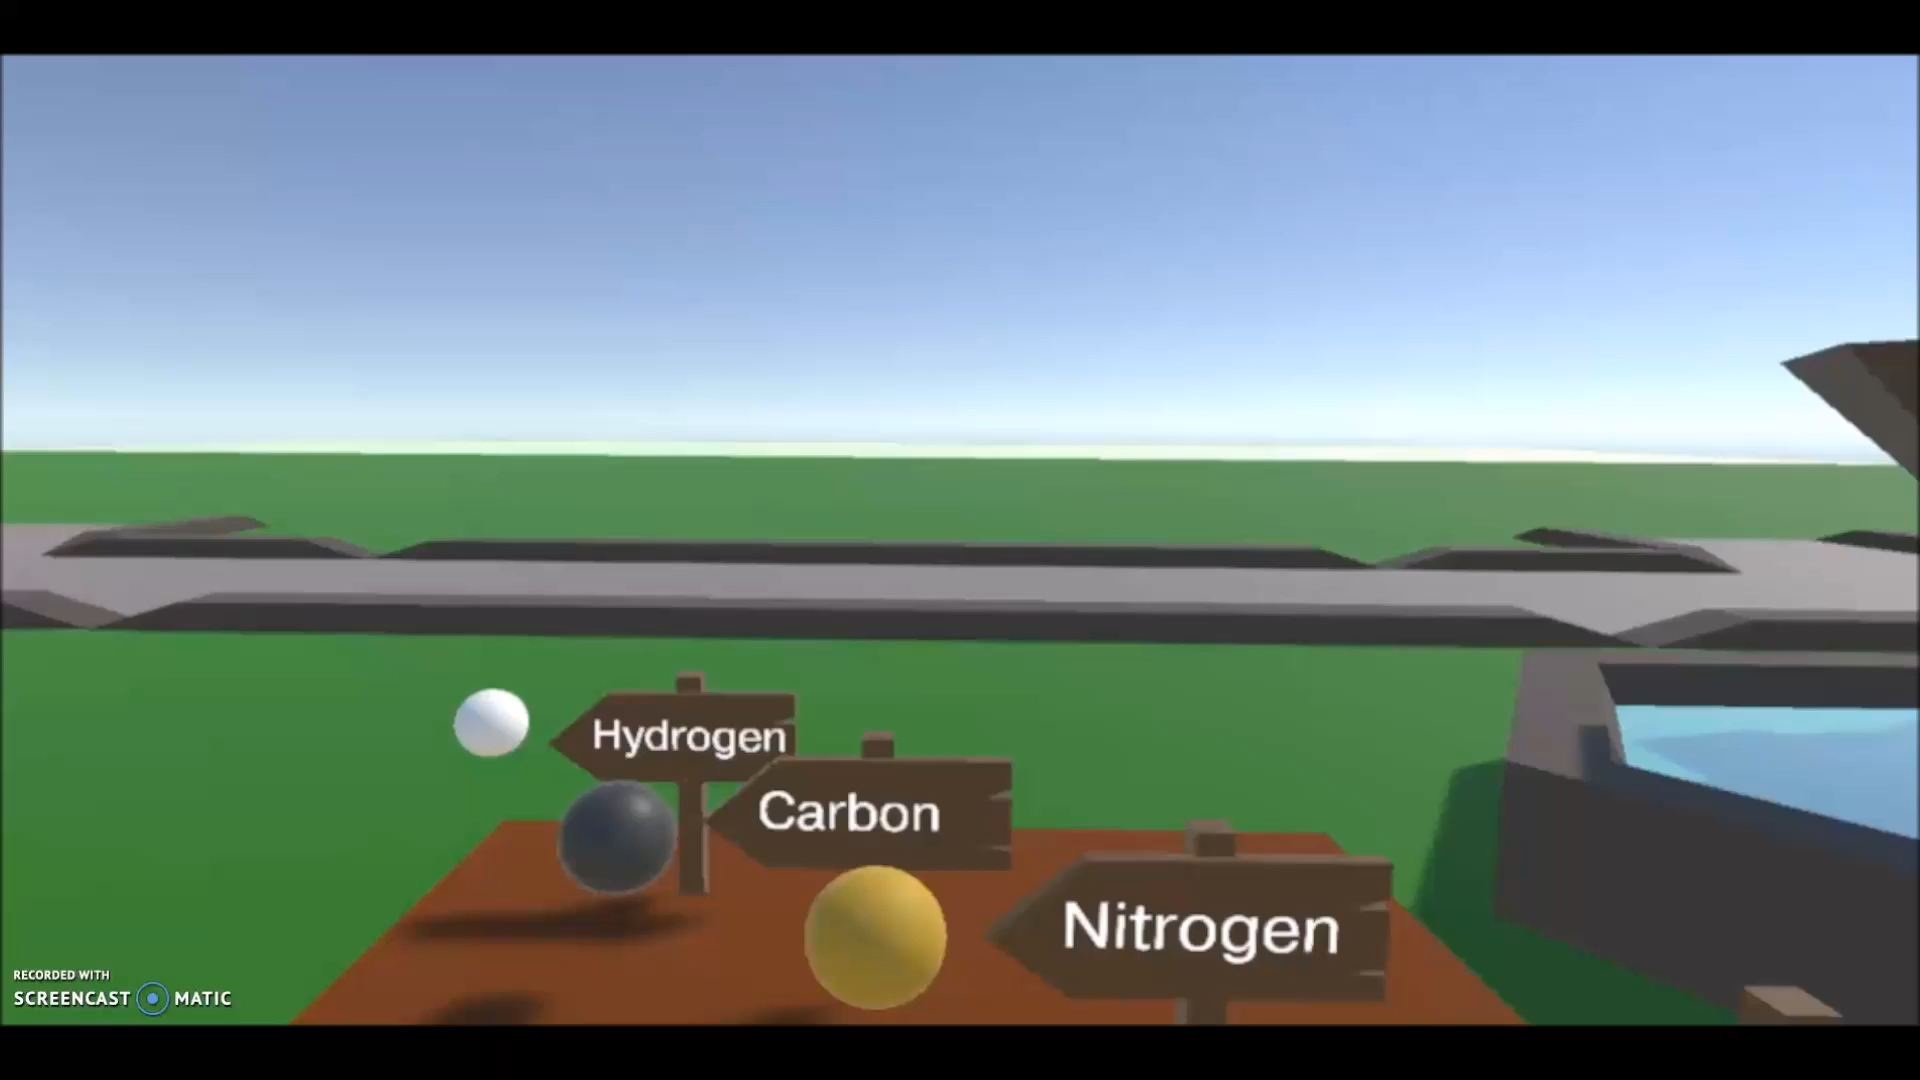 Hydrogen
Carbon
Nitrogen
RECORDED WITH
SCREENCAST MATIC